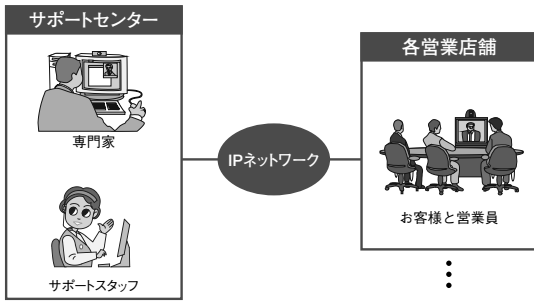 サポートセンター
専門家
サポートスタッフ
IPネットワーク
各営業店舗
お客様と営業員